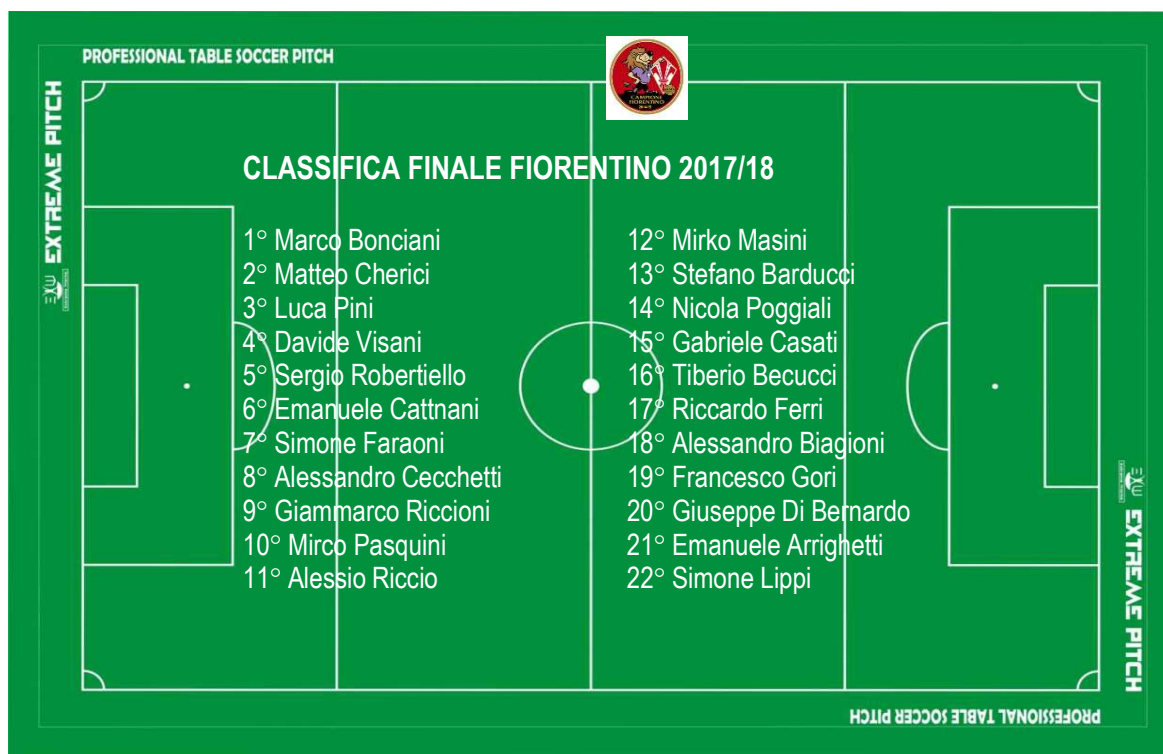 PROFESSIONAL TABLE SOCCER PITCH
EXTREME PITCH
CAMPIONE
FIORENTINO
CLASSIFICA FINALE FIORENTINO 2017/18
1° Marco Bonciani
2° Matteo Cherici
3° Luca Pini
4° Davide Visani
5° Sergio Robertiello
6° Emanuele Cattnani
7° Simone Faraoni
8° Alessandro Cecchetti
9° Giammarco Riccioni
10° Mirco Pasquini
11° Alessio Riccio
12° Mirko Masini
13° Stefano Barducci
14° Nicola Poggiali
15° Gabriele Casati
16° Tiberio Becucci
17° Riccardo Ferri
18° Alessandro Biagioni
19° Francesco Gori
20° Giuseppe Di Bernardo
21° Emanuele Arrighetti
22° Simone Lippi
EXTREME PITCH
PROFESSIONAL TABLE SOCCER PITCH